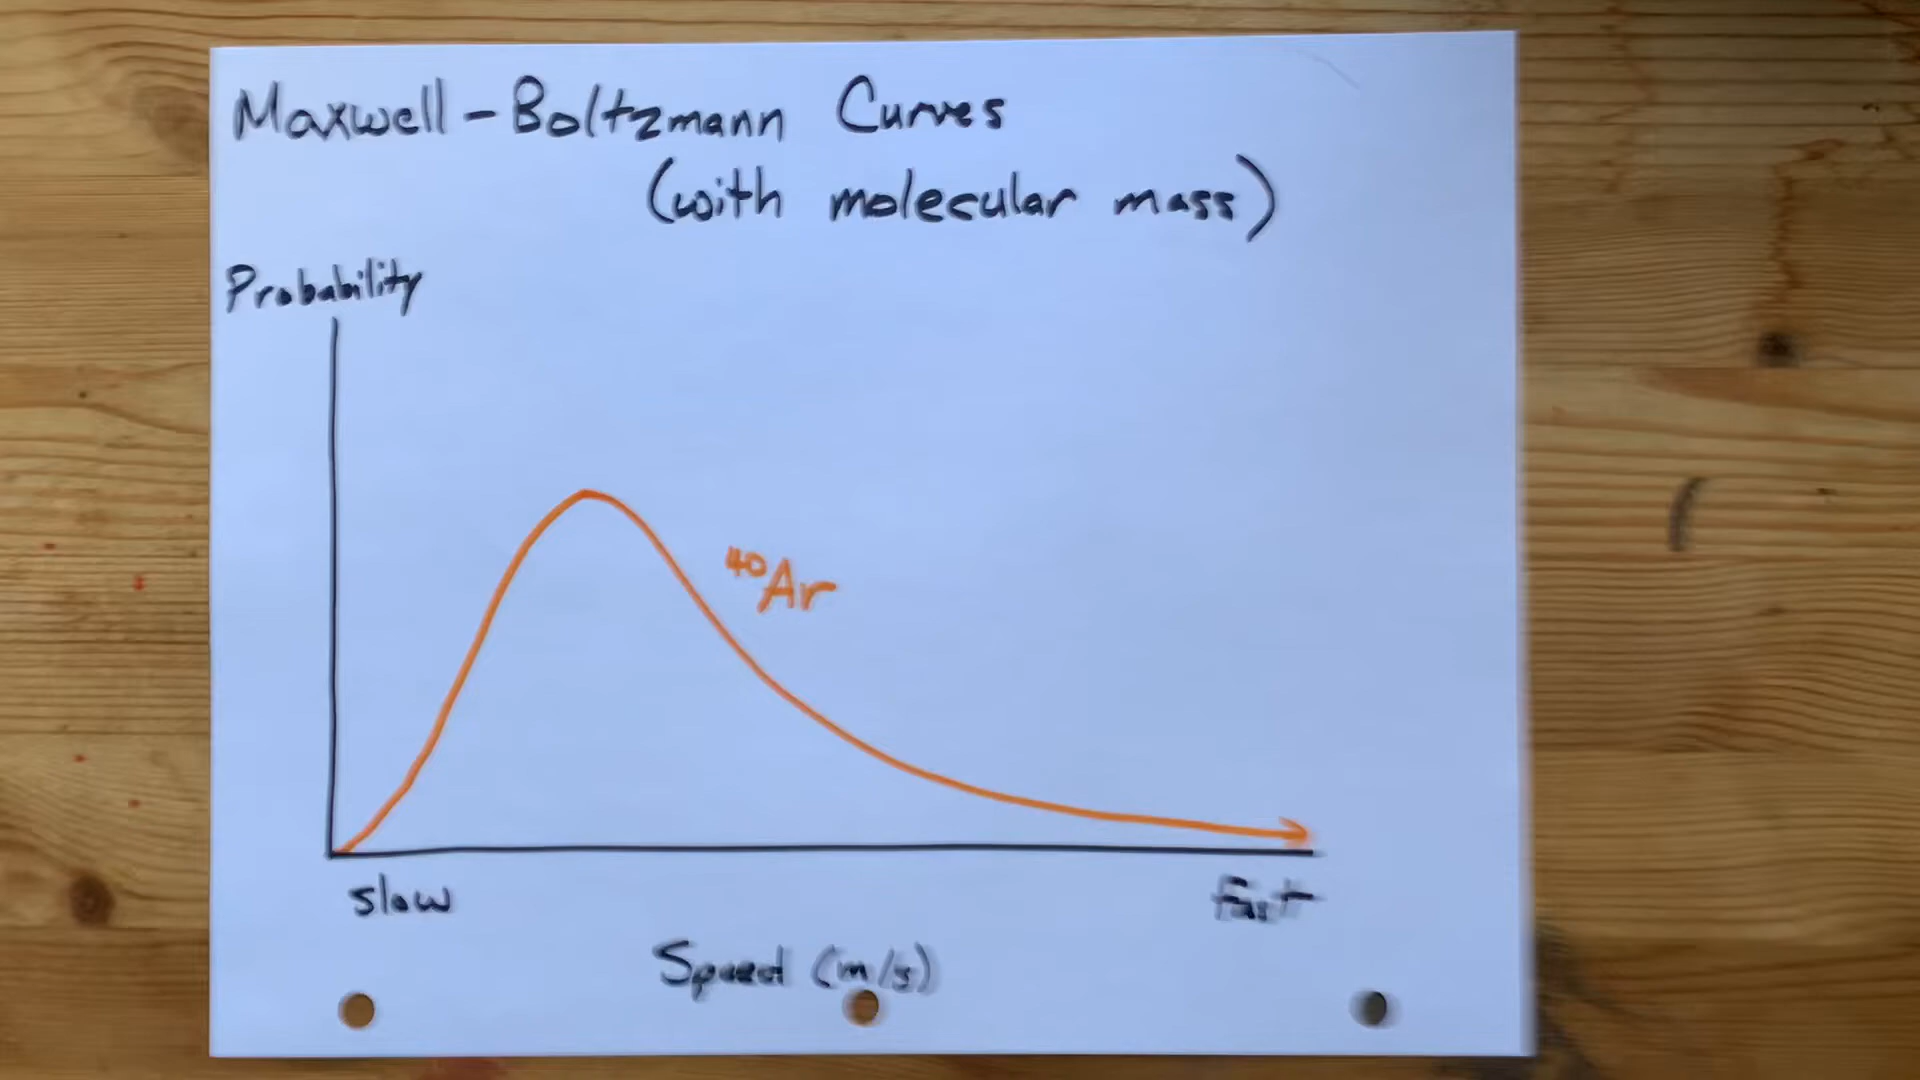 Maxwell-Boltzmann Curves
(with molecular mass)
Probability
⁴⁰Ar
slow
fast
Speed (m/s)